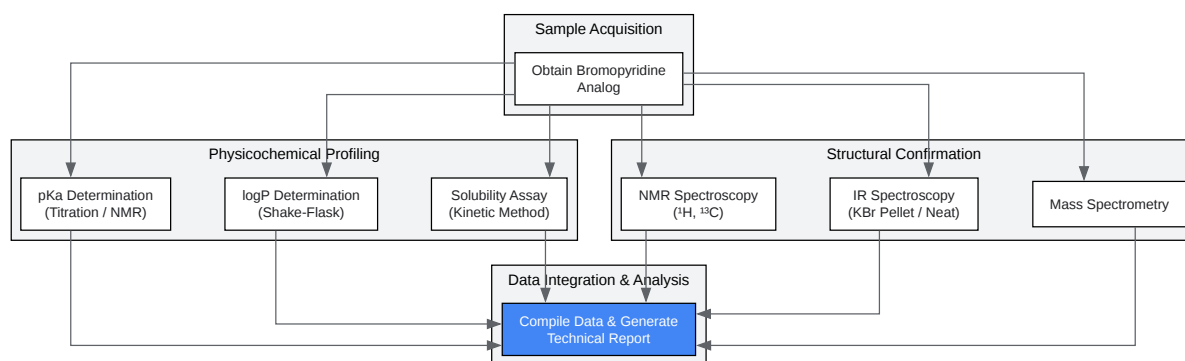 Sample Acquisition
Obtain Bromopyridine
Analog
Physicochemical Profiling
Structural Confirmation
pKa Determination
(Titration / NMR)
logP Determination
(Shake-Flask)
Solubility Assay
(Kinetic Method)
NMR Spectroscopy
(¹H, ¹³C)
IR Spectroscopy
(KBr Pellet / Neat)
Mass Spectrometry
Data Integration & Analysis
Compile Data & Generate
Technical Report